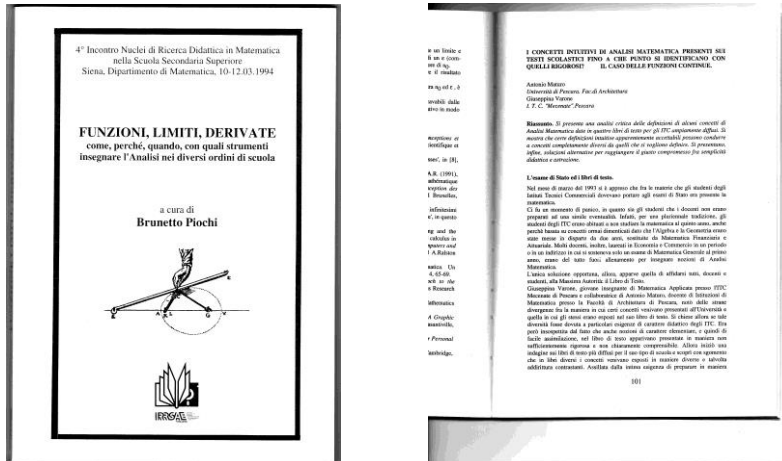 4° Incontro Nuclei di Ricerca Didattica in Matematica
nella Scuola Secondaria Superiore
Siena, Dipartimento di Matematica, 10-12.03.1994
FUNZIONI, LIMITI, DERIVATE
come, perché, quando, con quali strumenti
insegnare l'Analisi nei diversi ordini di scuola
a cura di
Brunetto Piochi
IRRSAE
I CONCETTI INTUITIVI DI ANALISI MATEMATICA PRESENTI SUI
TESTI SCOLASTICI FINO A CHE PUNTO SI IDENTIFICANO CON
QUELLI RIGOROSI? IL CASO DELLE FUNZIONI CONTINUE.
Antonio Maturo
Università di Pescara, Fac.di Architettura
Giuseppina Varone
I. T. C. "Mecenate" Pescara
Riassunto. Si presenta una analisi critica delle definizioni di alcuni concetti di
Analisi Matematica date in quattro libri di testo per gli ITC ampiamente diffusi. Si
mostra che certe definizioni intuitive apparentemente accettabili possono condurre
a concetti completamente diversi da quelli che si vogliono definire. Si presentano,
infine, soluzioni alternative per raggiungere il giusto compromesso fra semplicità
didattica e astrazione.
L'esame di Stato ed i libri di testo.
Nel mese di marzo del 1993 si è appreso che fra le materie che gli studenti degli
Istituti Tecnici Commerciali dovevano portare agli esami di Stato era presente la
matematica.
Ci fu un momento di panico, in quanto sia gli studenti che i docenti non erano
preparati ad una simile eventualità. Infatti, per una pluriennale tradizione, gli
studenti degli ITC erano abituati a non studiare la matematica al quinto anno, anche
perché basata su concetti ormai dimenticati dato che l'Algebra e la Geometria erano
state messe in disparte da due anni, sostituite da Matematica Finanziaria e
Attuariale. Molti docenti, inoltre, laureati in Economia e Commercio in un periodo
o in un indirizzo in cui si sosteneva solo un esame di Matematica Generale al primo
anno, erano del tutto fuori allenamento per insegnare nozioni di Analisi
Matematica.
L'unica soluzione opportuna, allora, apparve quella di affidarsi tutti, docenti e
studenti, alla Massima Autorità: il Libro di Testo.
Giuseppina Varone, giovane insegnante di Matematica Applicata presso l'ITC
Mecenate di Pescara e collaboratrice di Antonio Maturo, docente di Istituzioni di
Matematica presso la Facoltà di Architettura di Pescara, notò delle strane
divergenze fra la maniera in cui certi concetti venivano presentati all'Università e
quella in cui gli stessi erano esposti nel suo libro di testo. Si chiese allora se tale
diversità fosse dovuta a particolari esigenze di carattere didattico degli ITC. Era
però insospettita dal fatto che anche nozioni di carattere elementare, e quindi di
facile assimilazione, nel libro di testo apparivano presentate in maniera non
sufficientemente rigorosa e non chiaramente comprensibile. Allora iniziò una
indagine sui libri di testo più diffusi per il suo tipo di scuola e scoprì con sgomento
che in libri diversi i concetti venivano esposti in maniere diverse o talvolta
addirittura contrastanti. Assillata dalla intima esigenza di preparare in maniera
101